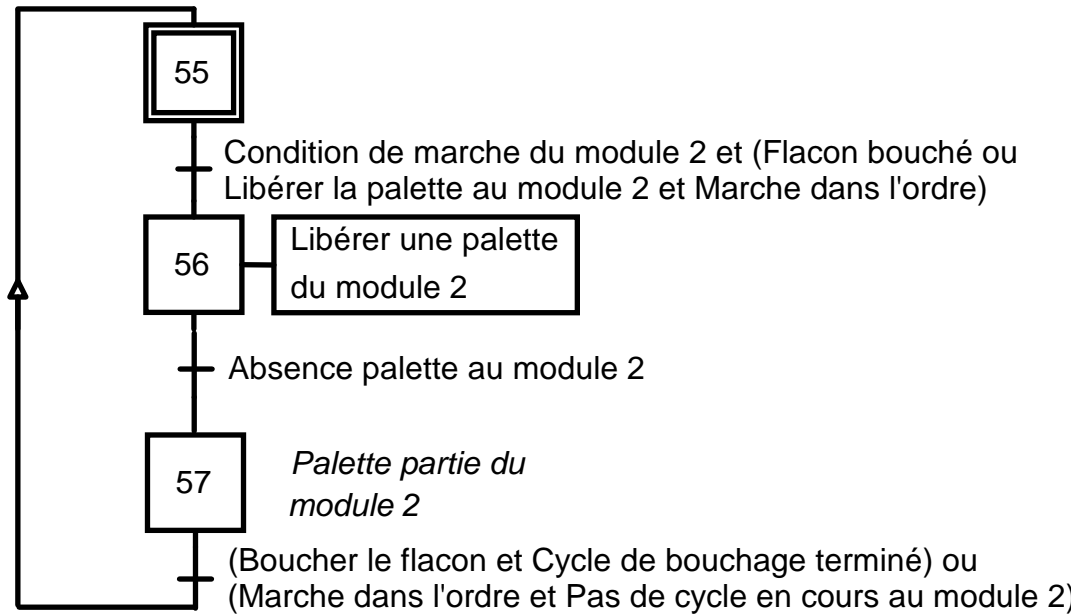 55
Condition de marche du module 2 et (Flacon bouché ou
Libérer la palette au module 2 et Marche dans l'ordre)
56
Libérer une palette
du module 2
Absence palette au module 2
57
Palette partie du
module 2
(Boucher le flacon et Cycle de bouchage terminé) ou
(Marche dans l'ordre et Pas de cycle en cours au module 2)